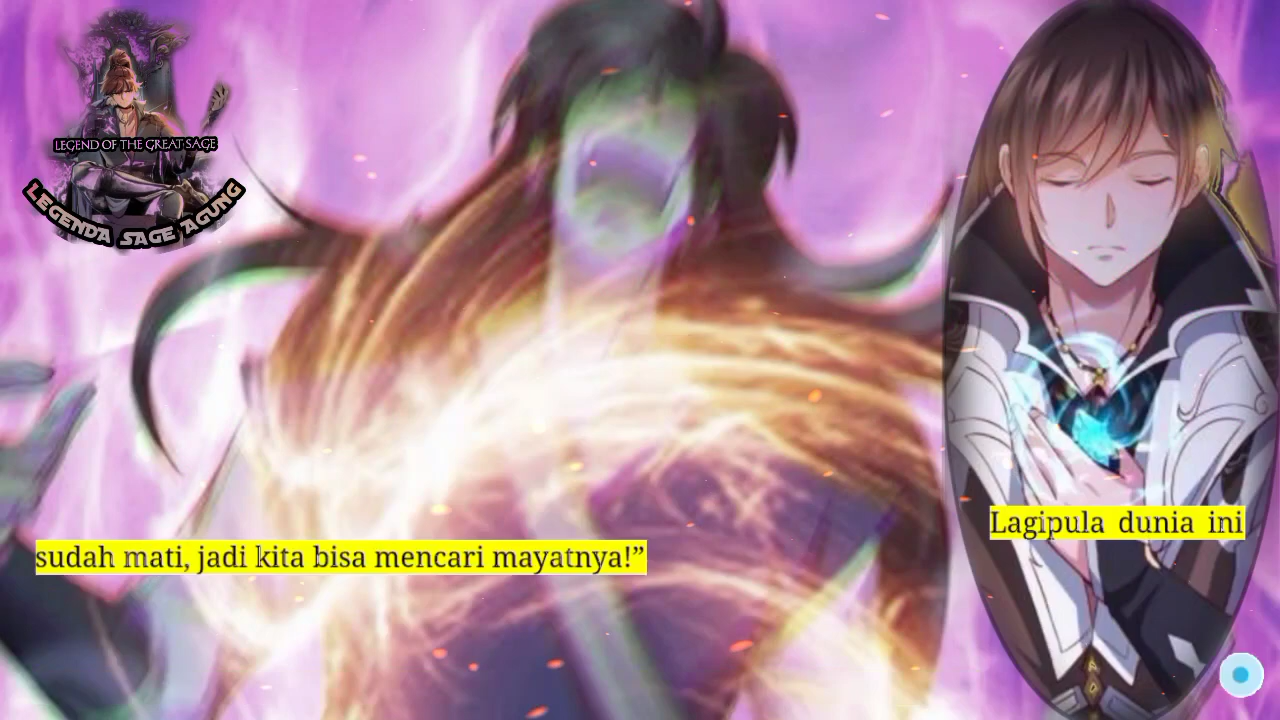 LEGEND OF THE GREAT SAGE
LEGENDA SAGE AGUNG
Lagipula dunia ini
sudah mati, jadi kita bisa mencari mayatnya!”